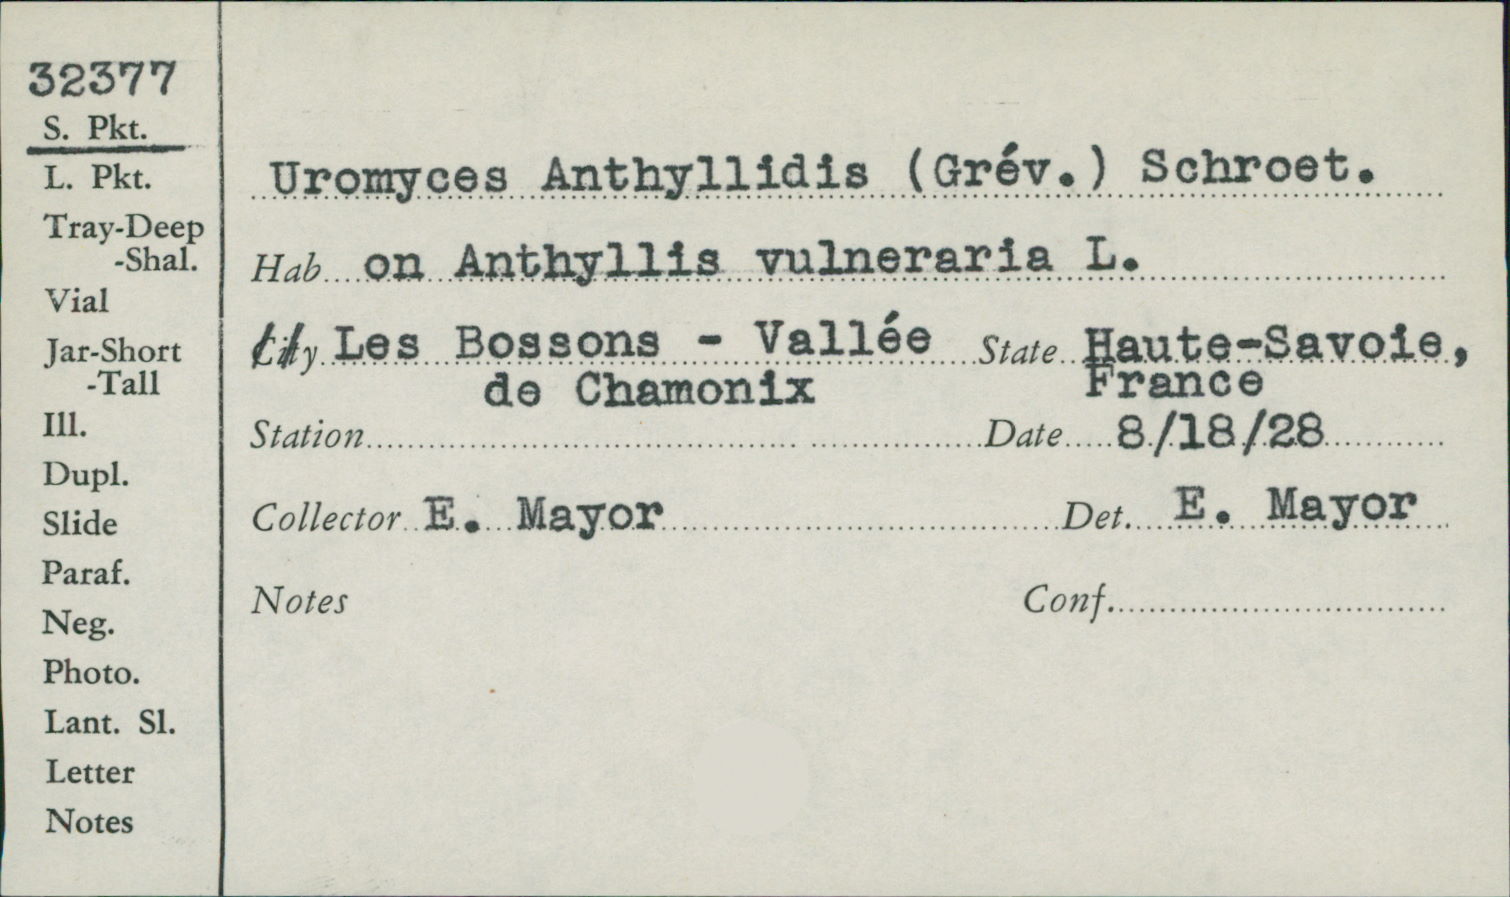 32377
S. Pkt.
L. Pkt.
Tray-Deep
-Shal.
Vial
Jar-Short
-Tall
Ill.
Dupl.
Slide
Paraf.
Neg.
Photo.
Lant. Sl.
Letter
Notes
Uromyces Anthyllidis (Grév.) Schroet.
Hab on Anthyllis vulneraria L.
City Les Bossons - Vallée State Haute-Savoie,
de Chamonix France
Station Date 8/18/28
Collector E. Mayor Det. E. Mayor
Notes Conf.